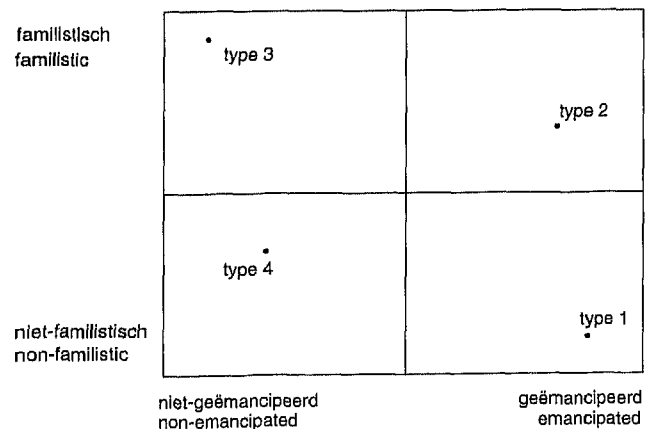 familistisch
familistic
type 3
type 2
type 4
type 1
niet-familistisch
non-familistic
niet-geëmancipeerd
non-emancipated
geëmancipeerd
emancipated